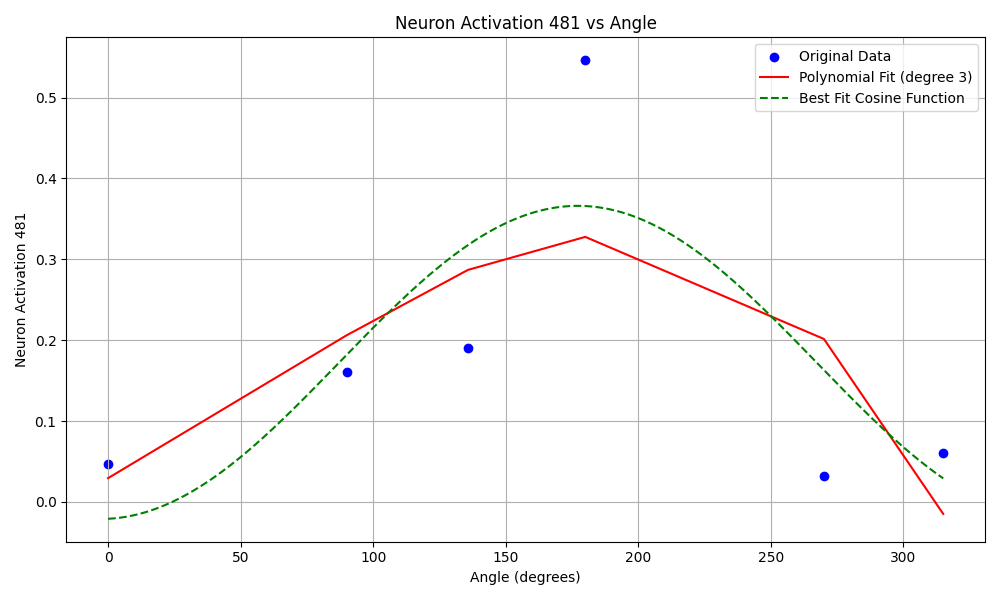 Neuron Activation 481 vs Angle
Original Data
Polynomial Fit (degree 3)
Best Fit Cosine Function
Neuron Activation 481
0.5
0.4
0.3
0.2
0.1
0.0
0 50 100 150 200 250 300
Angle (degrees)